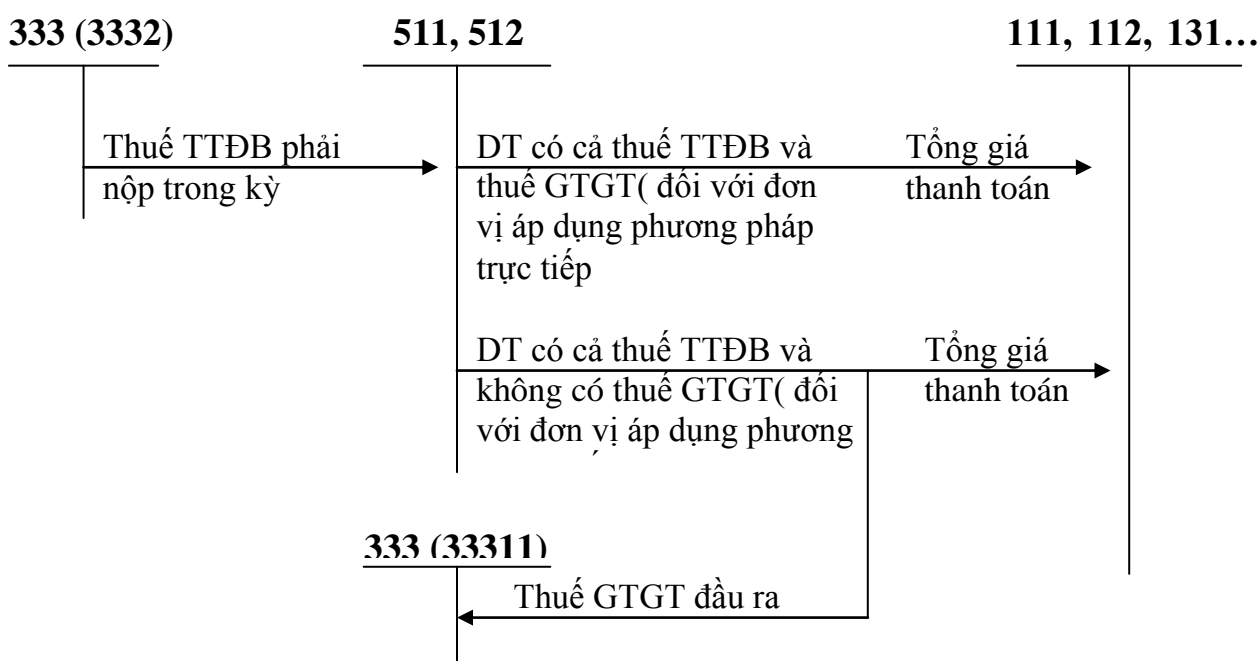 333 (3332)
511, 512
111, 112, 131…
Thuế TTĐB phải
nộp trong kỳ
DT có cả thuế TTĐB và
thuế GTGT( đối với đơn
vị áp dụng phương pháp
trực tiếp
Tổng giá
thanh toán
DT có cả thuế TTĐB và
không có thuế GTGT( đối
với đơn vị áp dụng phương
Tổng giá
thanh toán
333 (33311)
Thuế GTGT đầu ra